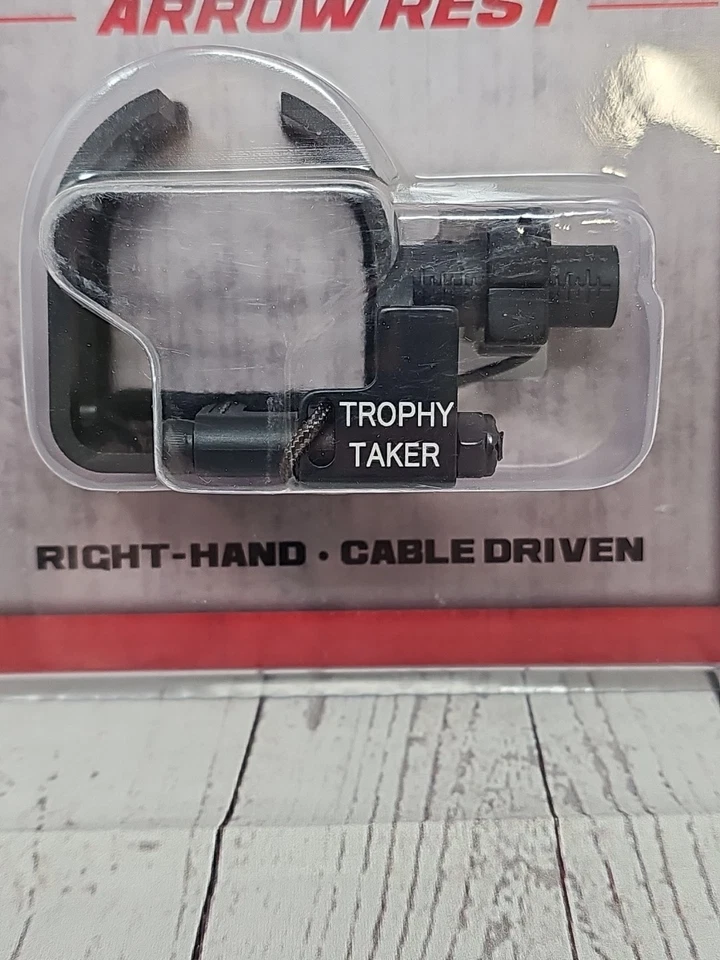 ARROW REST
TROPHY
TAKER
RIGHT-HAND • CABLE DRIVEN